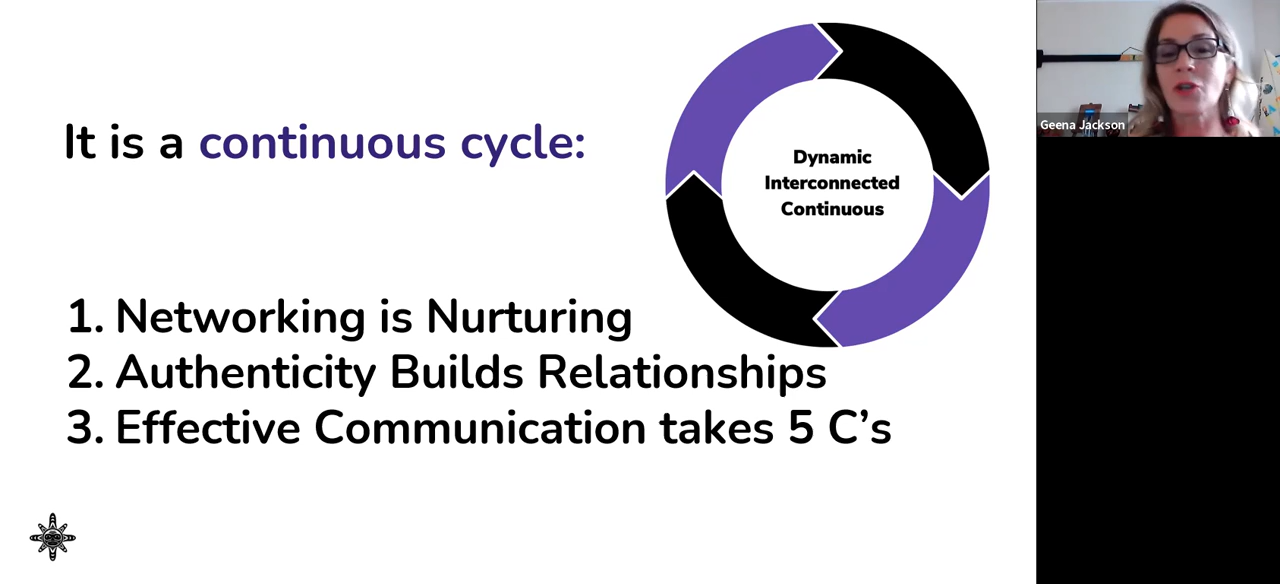 It is a continuous cycle:
Dynamic
Interconnected
Continuous
1. Networking is Nurturing
2. Authenticity Builds Relationships
3. Effective Communication takes 5 C’s
Geena Jackson